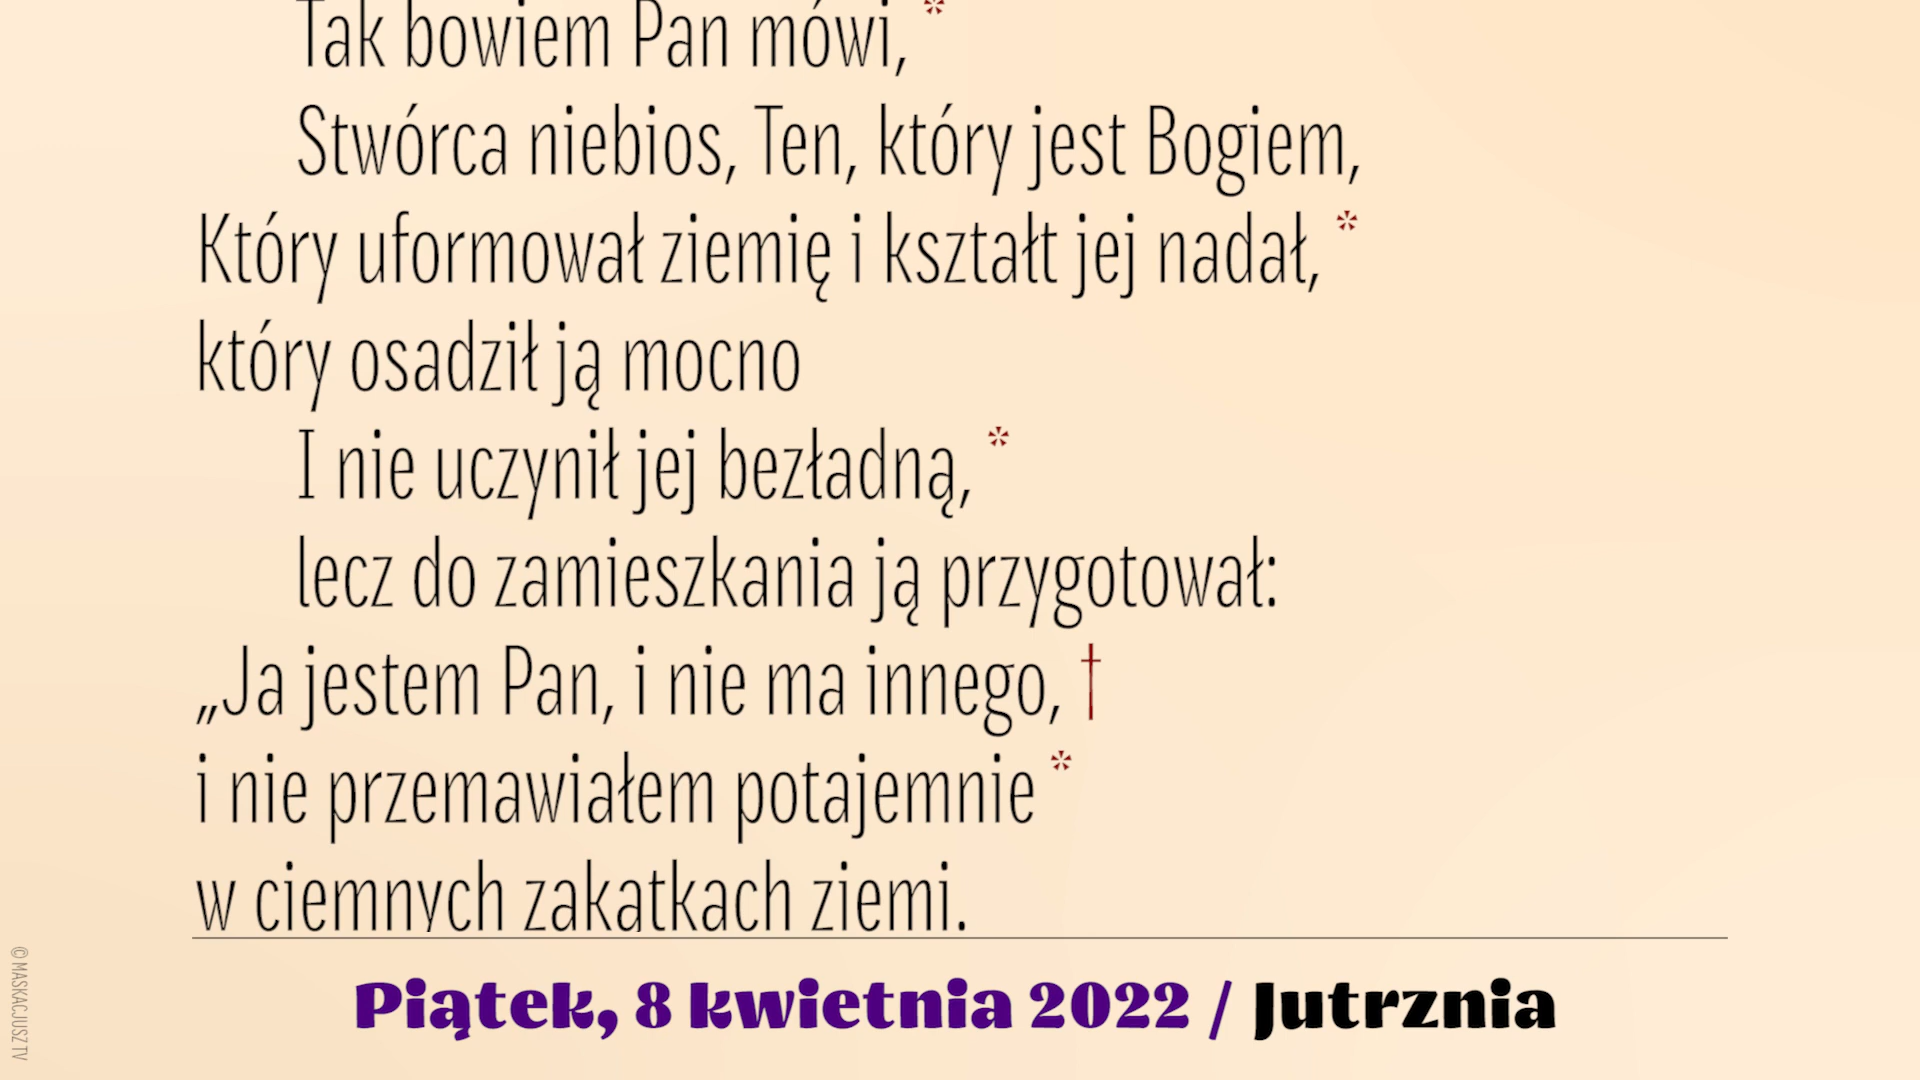 Tak bowiem Pan mówi, *
Stwórca niebios, Ten, który jest Bogiem,
Który uformował ziemię i kształt jej nadał, *
który osadził ją mocno
I nie uczynił jej bezładną, *
lecz do zamieszkania ją przygotował:
„Ja jestem Pan, i nie ma innego, †
i nie przemawiałem potajemnie *
w ciemnych zakątkach ziemi.
Piątek, 8 kwietnia 2022 / Jutrznia
© MASKACJUSZ TV